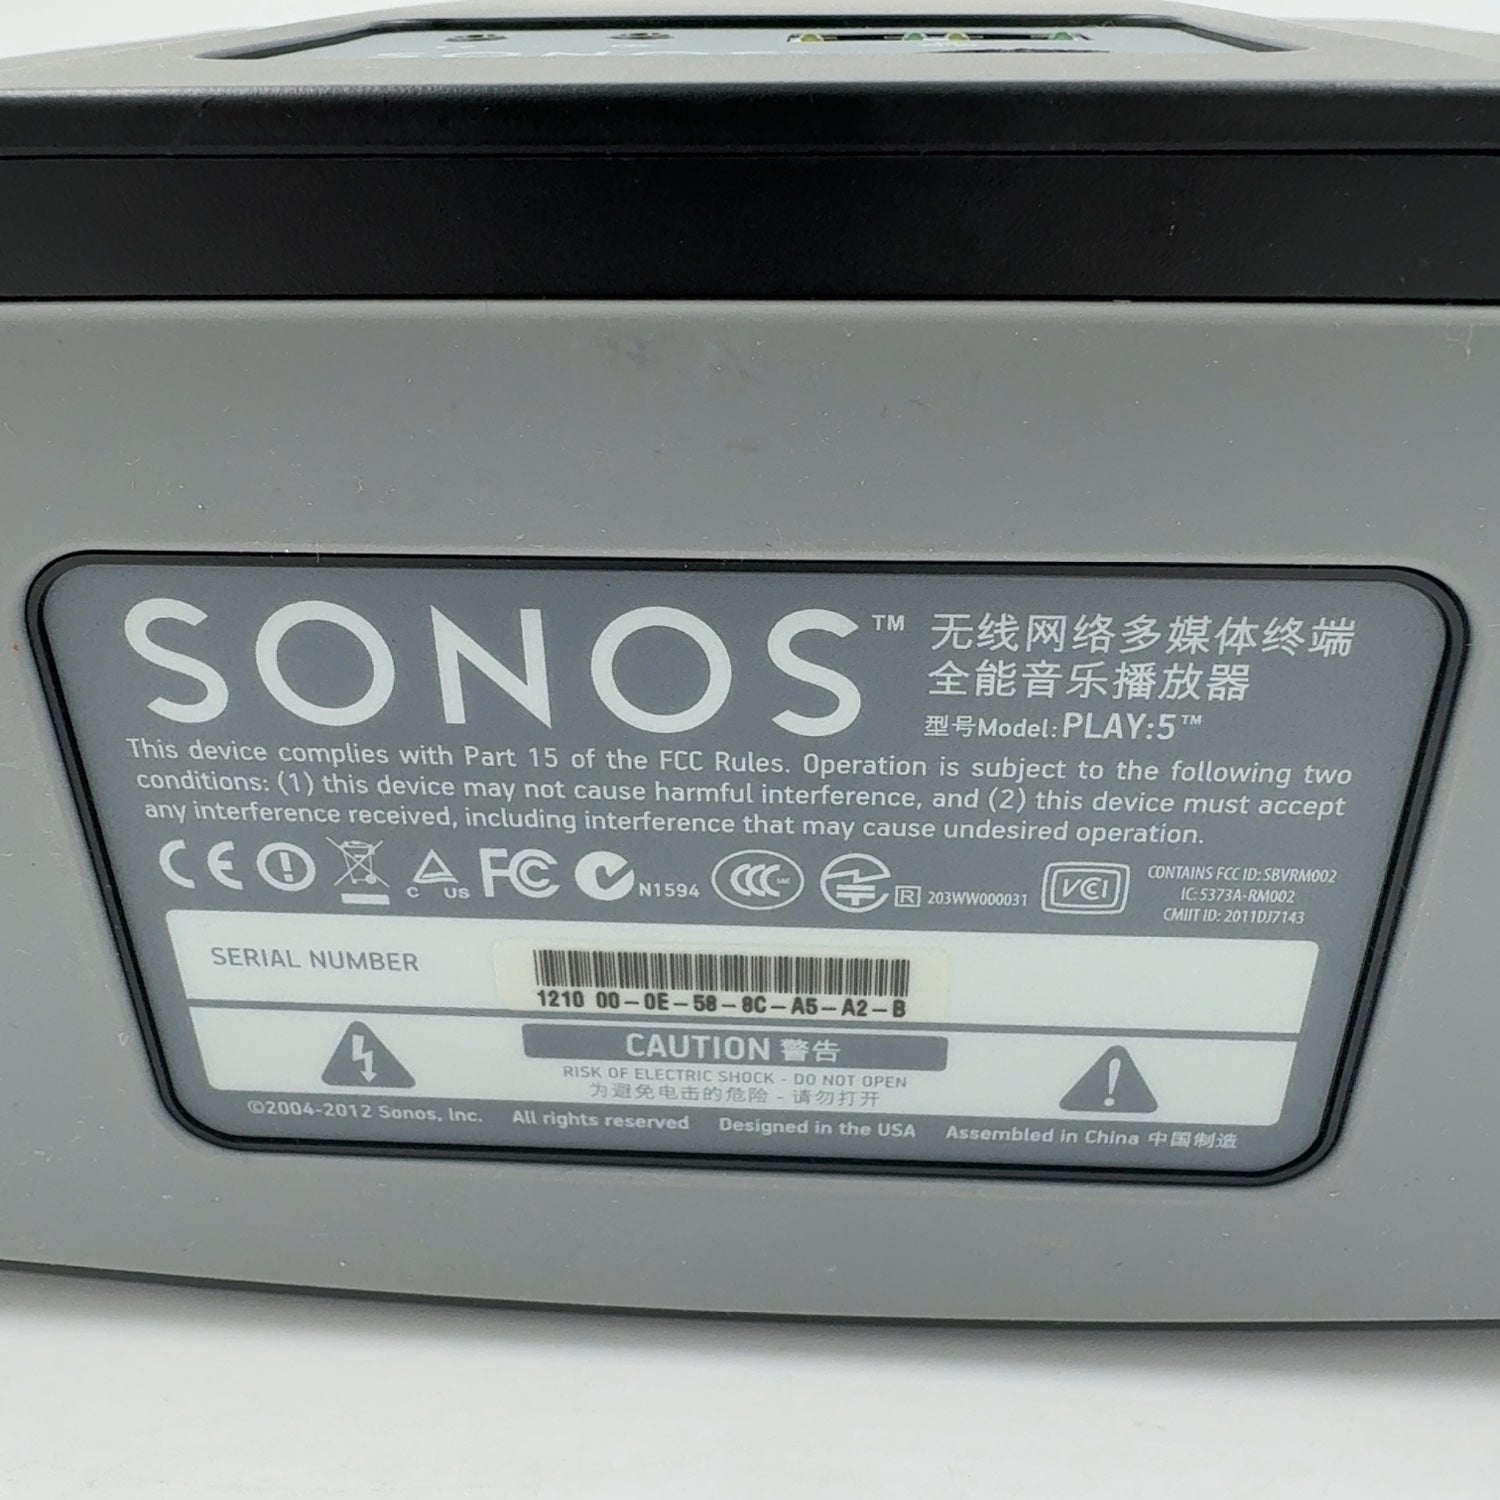 SONOS™
无线网络多媒体终端
全能音乐播放器
型号Model: PLAY:5™
This device complies with Part 15 of the FCC Rules. Operation is subject to the following two
conditions: (1) this device may not cause harmful interference, and (2) this device must accept
any interference received, including interference that may cause undesired operation.
CE C US FC N1594 CCC R 203WW000031 VCI
CONTAINS FCC ID: SBVRM002
IC: 5373A-RM002
CMIIT ID: 2011DJ7143
SERIAL NUMBER
1210 00-0E-58-8C-A5-A2-B
CAUTION 警告
RISK OF ELECTRIC SHOCK - DO NOT OPEN
为避免电击的危险 - 请勿打开
©2004-2012 Sonos, Inc. All rights reserved Designed in the USA Assembled in China 中国制造